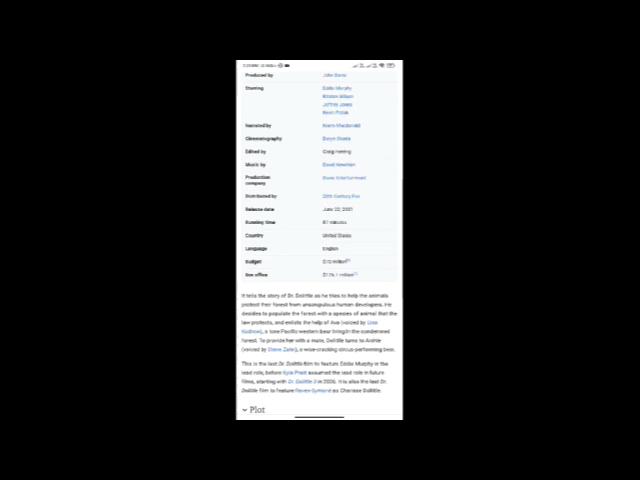 Produced by John Davis
Starring Eddie Murphy
Kristen Wilson
Jeffrey Jones
Kevin Pollak
Narrated by Norm Macdonald
Cinematography Daryn Okada
Edited by Craig Herring
Music by David Newman
Production company Davis Entertainment
Distributed by 20th Century Fox
Release date June 22, 2001
Running time 87 minutes
Country United States
Language English
Budget
Box office
It tells the story of Dr. Dolittle as he tries to help the animals
protect their forest from unscrupulous human developers. He
decides to populate the forest with a species of animal that the
law protects, and enlists the help of Ava (voiced by Lisa
Kudrow), a lone Pacific western bear living in the condemned
forest. To provide her with a mate, Dolittle turns to Archie
(voiced by Steve Zahn), a wise-cracking circus-performing bear.
This is the last Dr. Dolittle film to feature Eddie Murphy in the
lead role, before Kyla Pratt assumed the lead role in future
films, starting with Dr. Dolittle 3 in 2006. It is also the last Dr.
Dolittle film to feature Raven-Symoné as Charisse Dolittle.
Plot